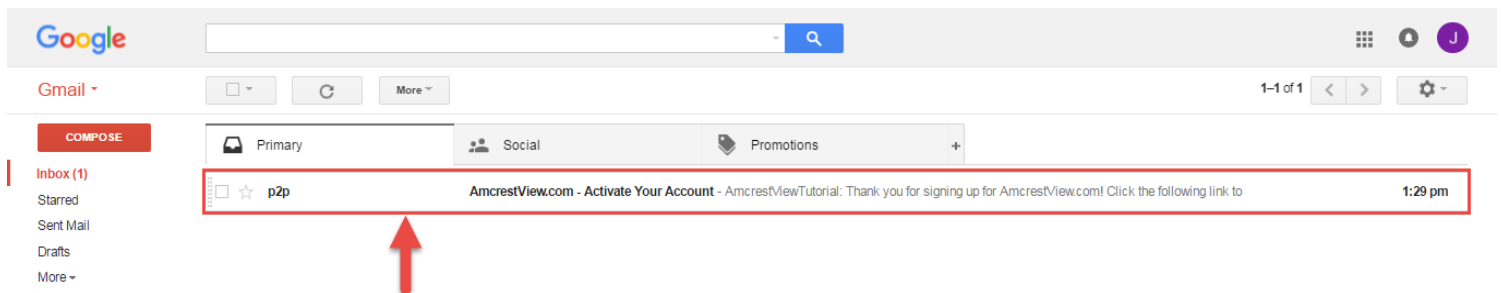 Google
J
Gmail
More
1–1 of 1
COMPOSE
Primary
Social
Promotions
+
Inbox (1)
p2p
AmcrestView.com - Activate Your Account - AmcrestViewTutorial: Thank you for signing up for AmcrestView.com! Click the following link to
1:29 pm
Starred
Sent Mail
Drafts
More